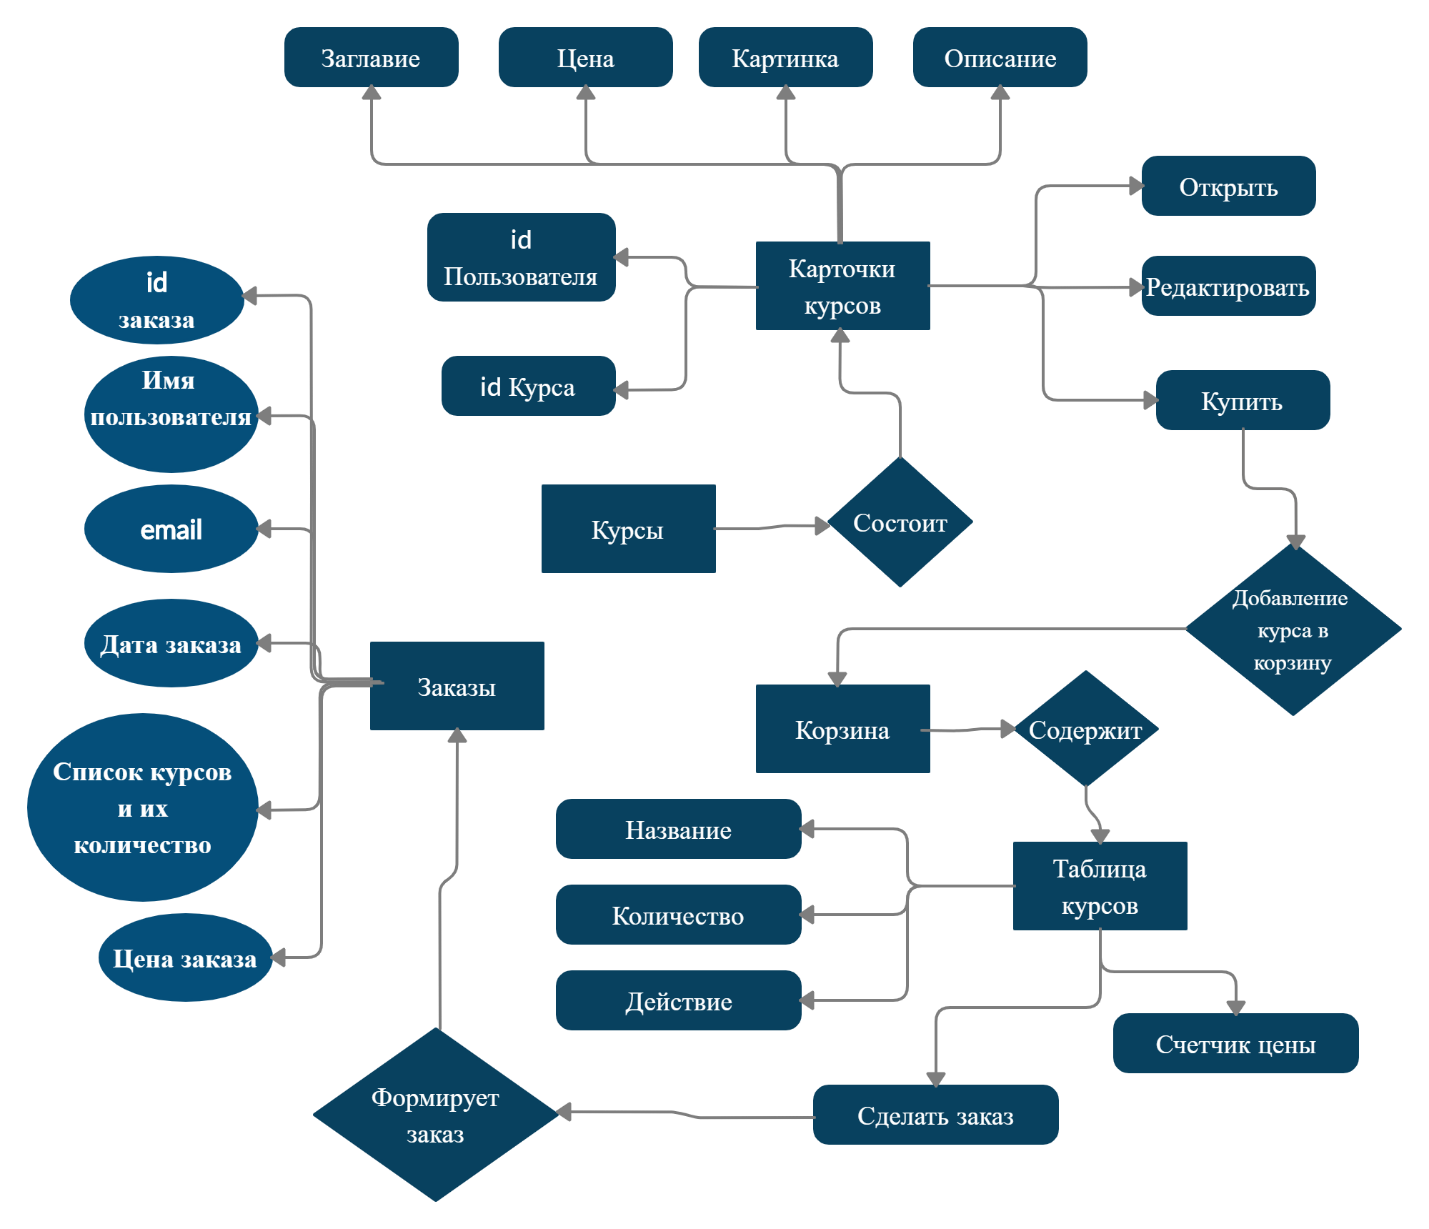 Заглавие
Цена
Картинка
Описание
Открыть
id
Пользователя
Карточки
курсов
Редактировать
id Курса
Купить
id
заказа
Имя
пользователя
email
Дата заказа
Список курсов
и их
количество
Цена заказа
Курсы
Состоит
Добавление
курса в
корзину
Заказы
Корзина
Содержит
Название
Количество
Действие
Таблица
курсов
Счетчик цены
Сделать заказ
Формирует
заказ